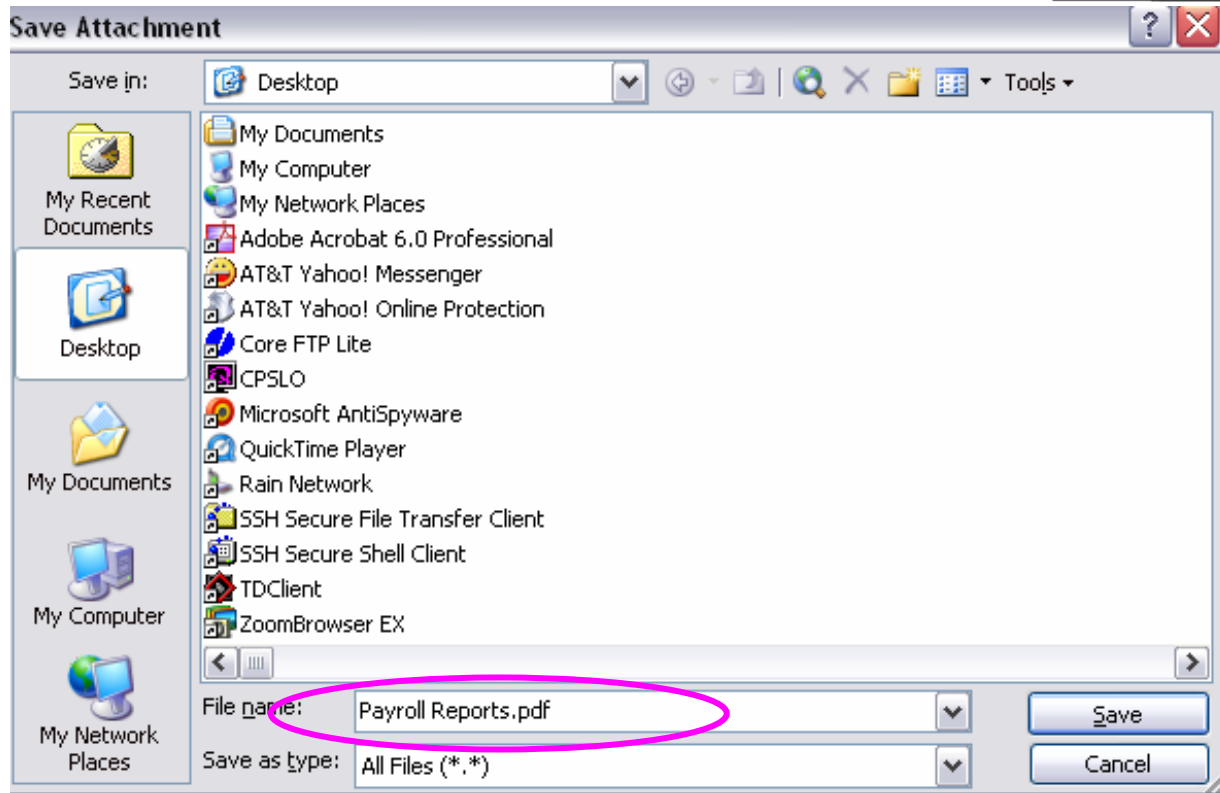 Save Attachment
?
Save in:
Desktop
Tools
My Recent
Documents
Desktop
My Documents
My Computer
My Network
Places
My Documents
My Computer
My Network Places
Adobe Acrobat 6.0 Professional
AT&T Yahoo! Messenger
AT&T Yahoo! Online Protection
Core FTP Lite
CPSLO
Microsoft AntiSpyware
QuickTime Player
Rain Network
SSH Secure File Transfer Client
SSH Secure Shell Client
TDClient
ZoomBrowser EX
File name:
Payroll Reports.pdf
Save
Save as type:
All Files (*.*)
Cancel